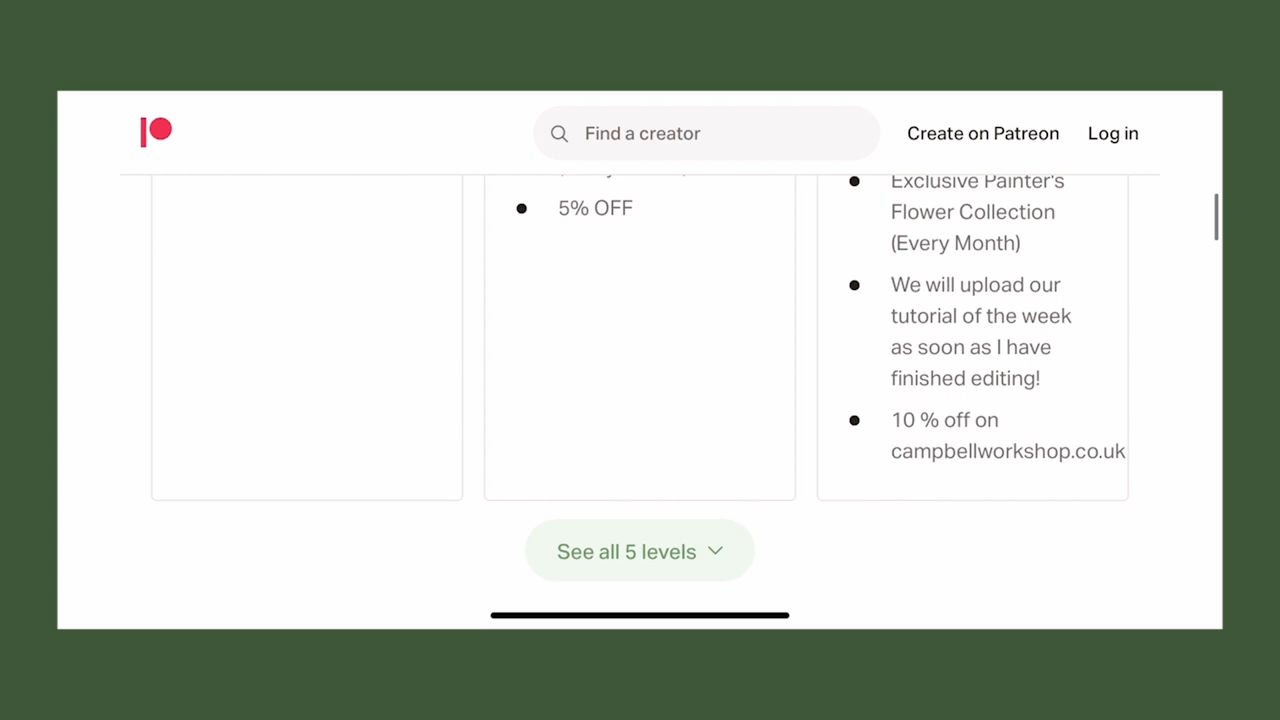 Find a creator
Create on Patreon
Log in
5% OFF
Exclusive Painter's
Flower Collection
(Every Month)
We will upload our
tutorial of the week
as soon as I have
finished editing!
10 % off on
campbellworkshop.co.uk
See all 5 levels